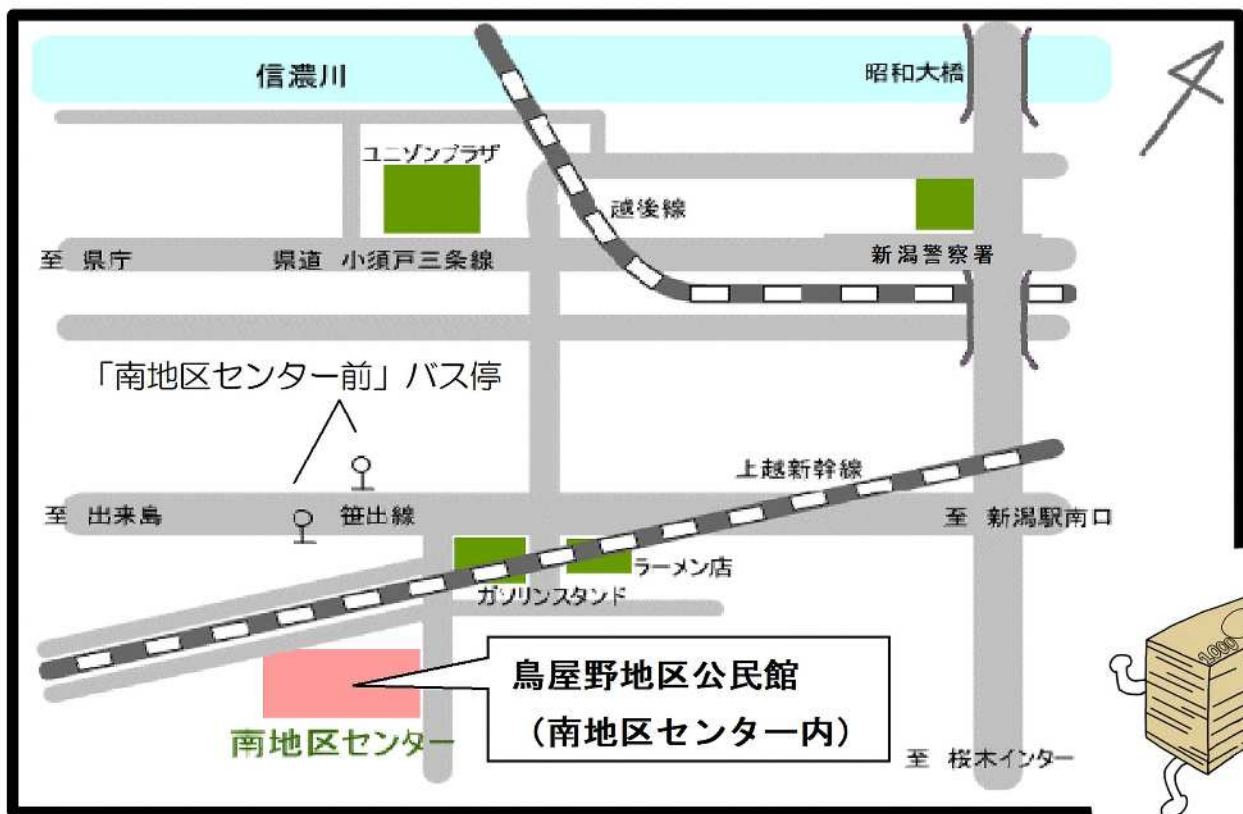 信濃川
昭和大橋
ユニゾンプラザ
越後線
至 県庁
県道 小須戸三条線
新潟警察署
「南地区センター前」バス停
上越新幹線
至 出来島
笹出線
至 新潟駅南口
ラーメン店
ガソリンスタンド
鳥屋野地区公民館
（南地区センター内）
南地区センター
至 桜木インター
1,000